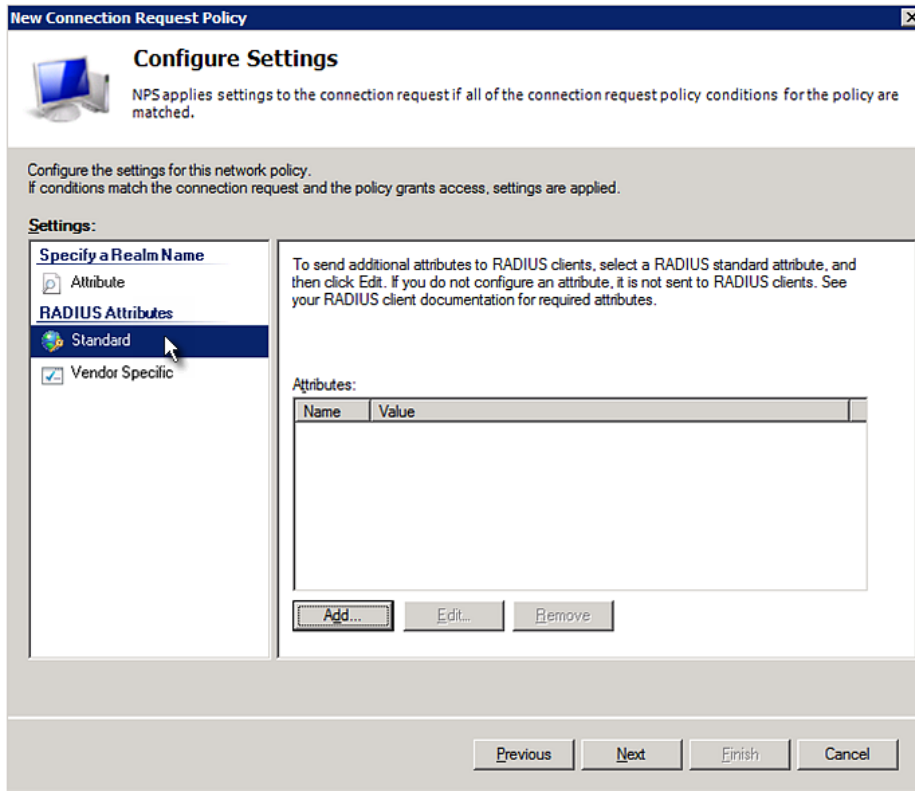 New Connection Request Policy
Configure Settings
NPS applies settings to the connection request if all of the connection request policy conditions for the policy are
matched.
Configure the settings for this network policy.
If conditions match the connection request and the policy grants access, settings are applied.
Settings:
Specify a Realm Name
Attribute
RADIUS Attributes
Standard
Vendor Specific
To send additional attributes to RADIUS clients, select a RADIUS standard attribute, and
then click Edit. If you do not configure an attribute, it is not sent to RADIUS clients. See
your RADIUS client documentation for required attributes.
Attributes:
Name Value
Add... Edit... Remove
Previous Next Finish Cancel